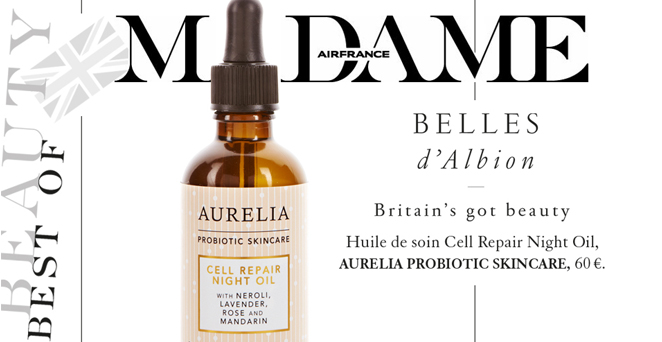 BEAUTY
BEST OF
MADAME
AIRFRANCE
AURELIA
PROBIOTIC SKINCARE
CELL REPAIR
NIGHT OIL
WITH NEROLI,
LAVENDER,
ROSE AND
MANDARIN
BELLES
d'Albion
Britain's got beauty
Huile de soin Cell Repair Night Oil,
AURELIA PROBIOTIC SKINCARE, 60 €.